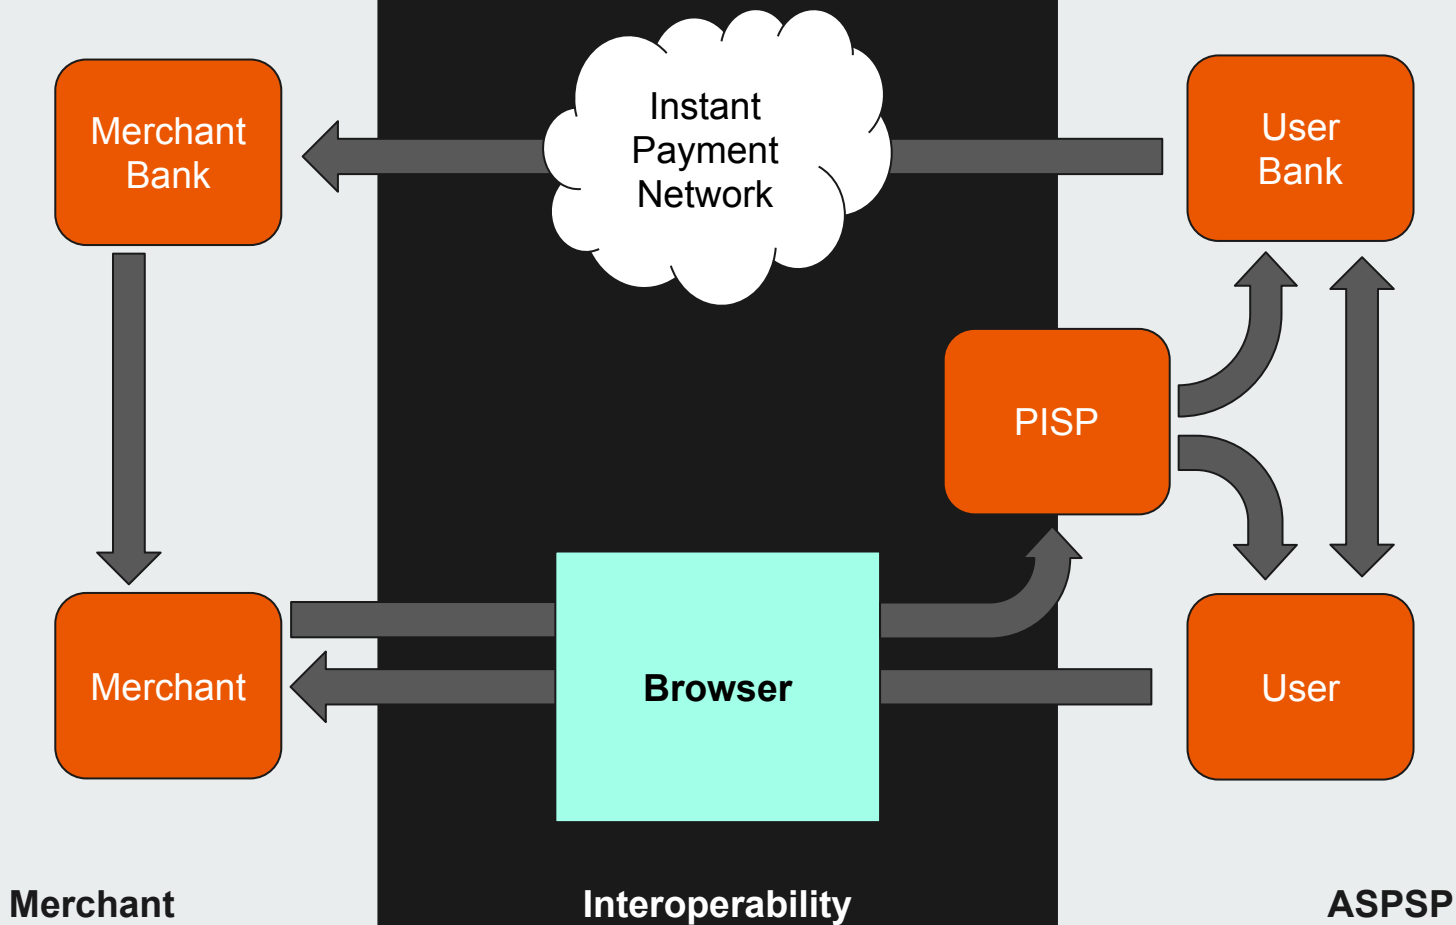 Merchant
Bank
Instant
Payment
Network
User
Bank
PISP
Merchant
Browser
User
Merchant
Interoperability
ASPSP